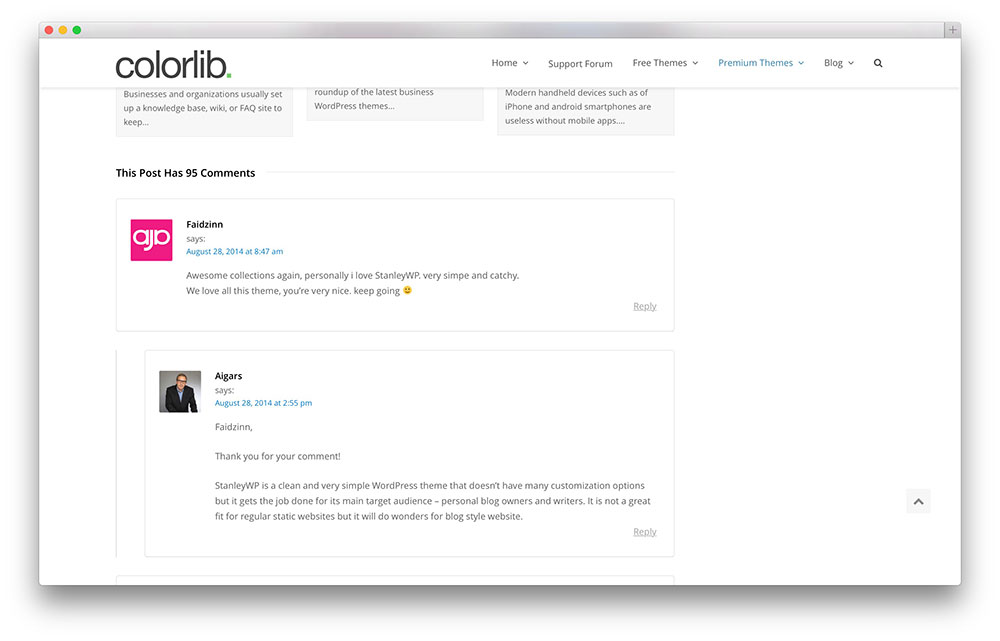 colorlib.
Home
Support Forum
Free Themes
Premium Themes
Blog
Businesses and organizations usually set
up a knowledge base, wiki, or FAQ site to
keep...
roundup of the latest business
WordPress themes...
Modern handheld devices such as of
iPhone and android smartphones are
useless without mobile apps....
This Post Has 95 Comments
ajp
Faidzinn
says:
August 28, 2014 at 8:47 am
Awesome collections again, personally i love StanleyWP. very simpe and catchy.
We love all this theme, you’re very nice. keep going 🙂
Reply
Aigars
says:
August 28, 2014 at 2:55 pm
Faidzinn,
Thank you for your comment!
StanleyWP is a clean and very simple WordPress theme that doesn’t have many customization options
but it gets the job done for its main target audience – personal blog owners and writers. It is not a great
fit for regular static websites but it will do wonders for blog style website.
Reply